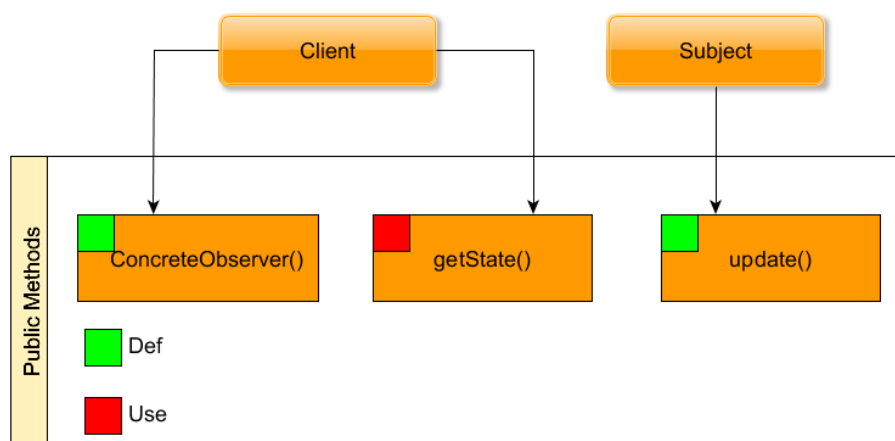 Client
Subject
Public Methods
ConcreteObserver()
getState()
update()
Def
Use